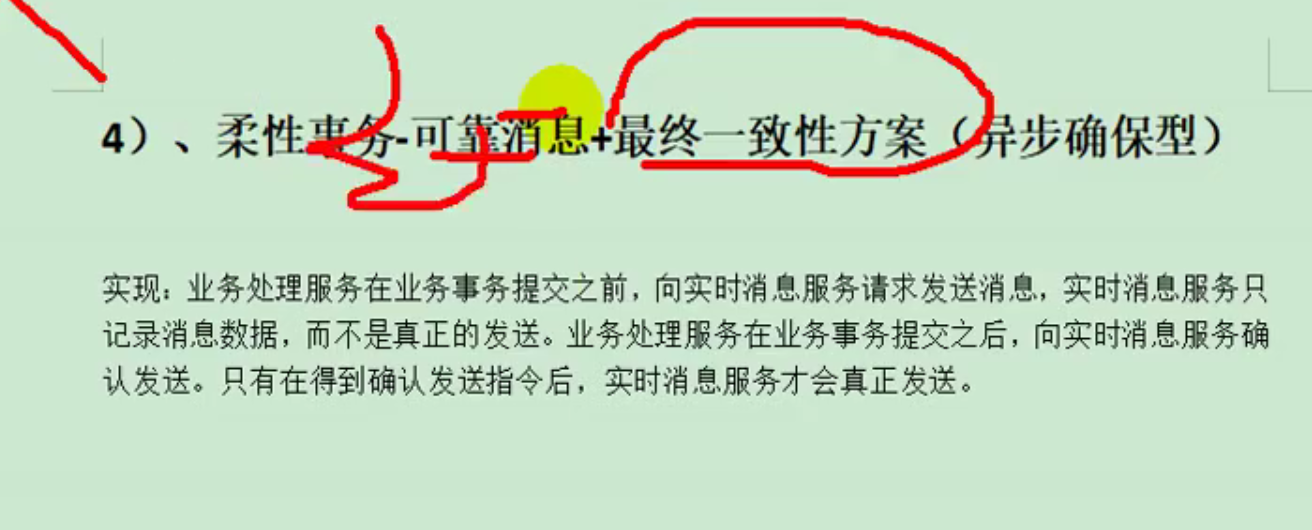 4）、柔性事务-可靠消息+最终一致性方案（异步确保型）
实现：业务处理服务在业务事务提交之前，向实时消息服务请求发送消息，实时消息服务只
记录消息数据，而不是真正的发送。业务处理服务在业务事务提交之后，向实时消息服务确
认发送。只有在得到确认发送指令后，实时消息服务才会真正发送。